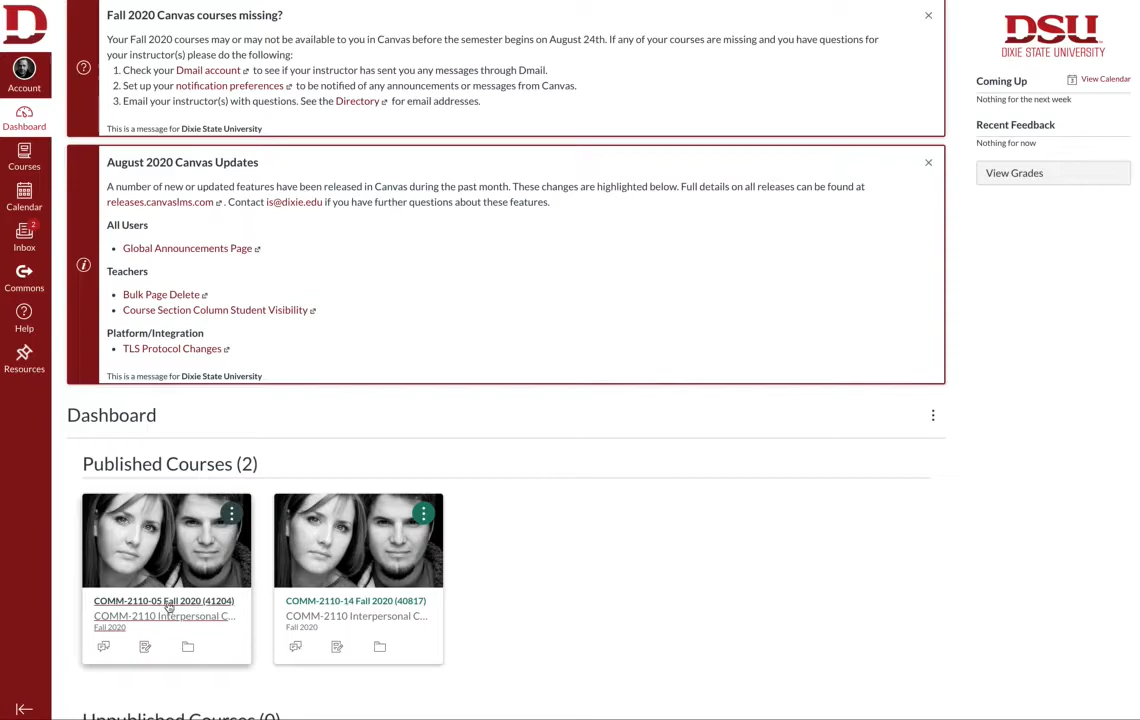 D
Account
Dashboard
Courses
Calendar
2
Inbox
Commons
Help
Resources
Fall 2020 Canvas courses missing?
Your Fall 2020 courses may or may not be available to you in Canvas before the semester begins on August 24th. If any of your courses are missing and you have questions for
your instructor(s) please do the following:
1. Check your Dmail account to see if your instructor has sent you any messages through Dmail.
2. Set up your notification preferences to be notified of any announcements or messages from Canvas.
3. Email your instructor(s) with questions. See the Directory for email addresses.
This is a message for Dixie State University
August 2020 Canvas Updates
A number of new or updated features have been released in Canvas during the past month. These changes are highlighted below. Full details on all releases can be found at
releases.canvaslms.com . Contact is@dixie.edu if you have further questions about these features.
All Users
• Global Announcements Page
Teachers
• Bulk Page Delete
• Course Section Column Student Visibility
Platform/Integration
• TLS Protocol Changes
This is a message for Dixie State University
Dashboard
Published Courses (2)
COMM-2110-05 Fall 2020 (41204)
COMM-2110 Interpersonal C...
Fall 2020
COMM-2110-14 Fall 2020 (40817)
COMM-2110 Interpersonal C...
Fall 2020
Unpublished Courses (0)
DSU
DIXIE STATE UNIVERSITY
Coming Up
3 View Calendar
Nothing for the next week
Recent Feedback
Nothing for now
View Grades